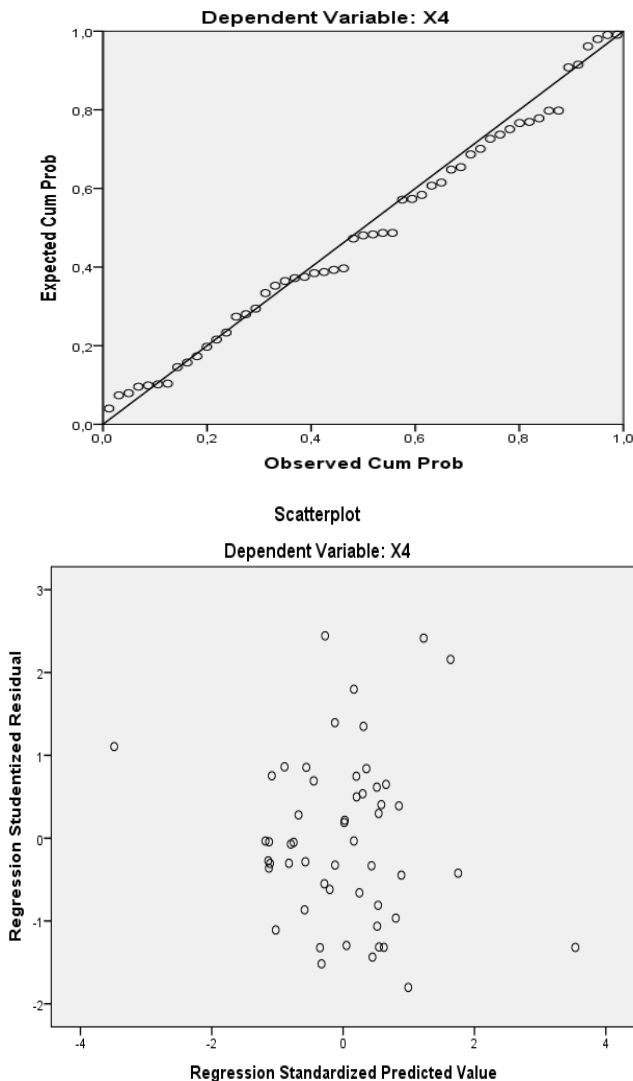 Dependent Variable: X4
1,0
0,8
0,6
0,4
0,2
0,0
Expected Cum Prob
0,0 0,2 0,4 0,6 0,8 1,0
Observed Cum Prob
Scatterplot
Dependent Variable: X4
3
2
1
0
-1
-2
Regression Studentized Residual
-4 -2 0 2 4
Regression Standardized Predicted Value